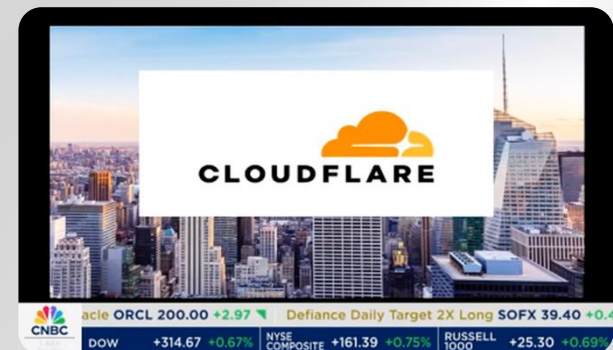 CLOUDFLARE
acle ORCL 200.00 +2.97 Defiance Daily Target 2X Long SOFX 39.40 +0.4
CNBC
DOW +314.67 +0.67% NYSE COMPOSITE +161.39 +0.75% RUSSELL 1000 +25.30 +0.69%